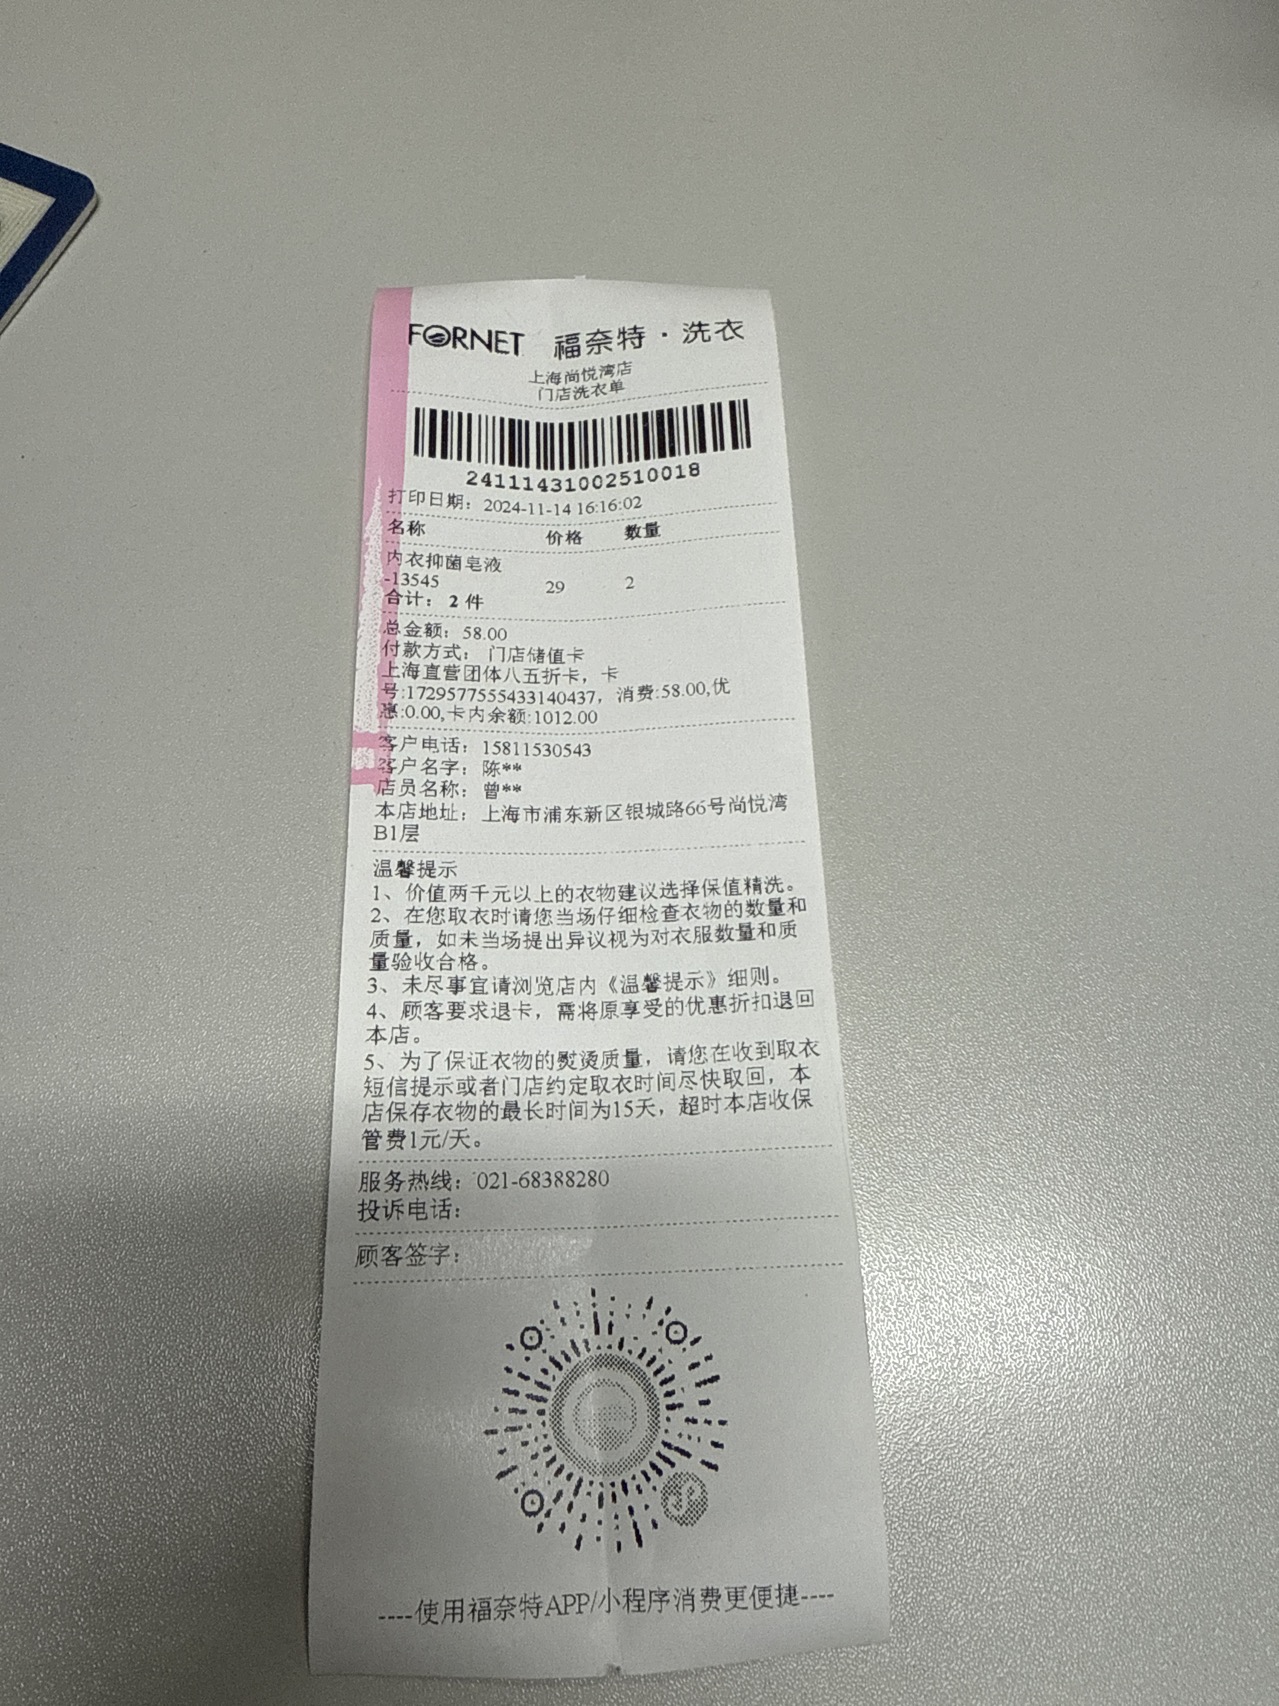 FORNET 福奈特·洗衣
上海尚悦湾店
门店洗衣单
24111431002510018
打印日期：2024-11-14 16:16:02
名称 价格 数量
内衣抑菌皂液
-13545 29 2
合计：2 件
总金额：58.00
付款方式： 门店储值卡
上海直营团体八五折卡，卡
号:1729577555433140437，消费:58.00,优
惠:0.00,卡内余额:1012.00
客户电话：15811530543
客户名字：陈**
店员名称：曾**
本店地址：上海市浦东新区银城路66号尚悦湾
B1层
温馨提示
1、价值两千元以上的衣物建议选择保值精洗。
2、在您取衣时请您当场仔细检查衣物的数量和
质量，如未当场提出异议视为对衣服数量和质
量验收合格。
3、未尽事宜请浏览店内《温馨提示》细则。
4、顾客要求退卡，需将原享受的优惠折扣退回
本店。
5、为了保证衣物的熨烫质量，请您在收到取衣
短信提示或者门店约定取衣时间尽快取回，本
店保存衣物的最长时间为15天，超时本店收保
管费1元/天。
服务热线：021-68388280
投诉电话：
顾客签字：
----使用福奈特APP/小程序消费更便捷----